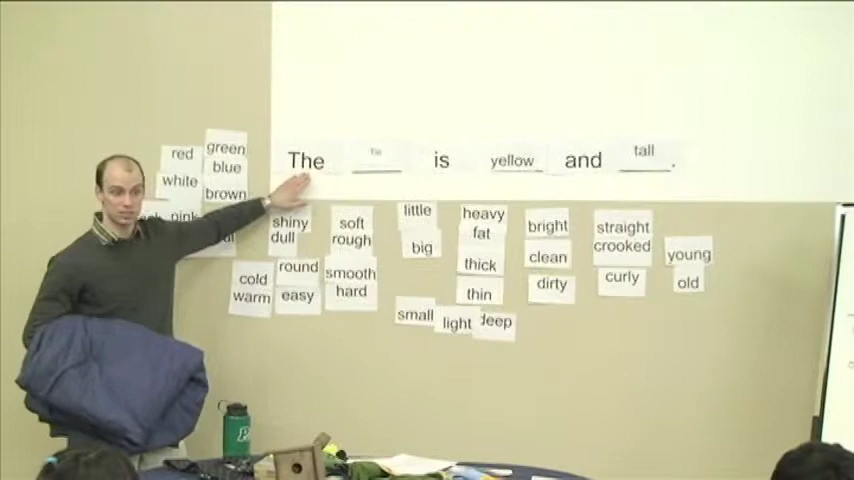 The is yellow and tall .
red
white
pink
green
blue
brown
shiny
dull
cold
warm
round
easy
soft
rough
smooth
hard
little
big
small
light
deep
heavy
fat
thick
thin
bright
clean
dirty
straight
crooked
curly
young
old
P